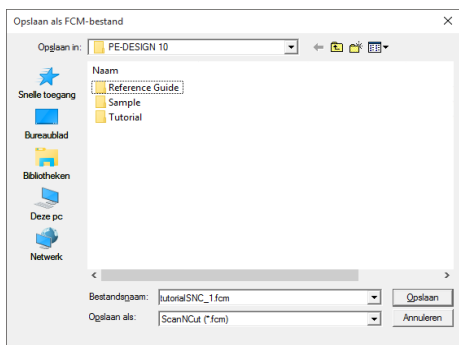 Opslaan als FCM-bestand
Opslaan in: PE-DESIGN 10
Naam
Reference Guide
Sample
Tutorial
Snelle toegang
Bureaublad
Bibliotheken
Deze pc
Netwerk
Bestandsnaam: tutorialSNC_1.fcm Opslaan
Opslaan als: ScanNCut (*.fcm) Annuleren